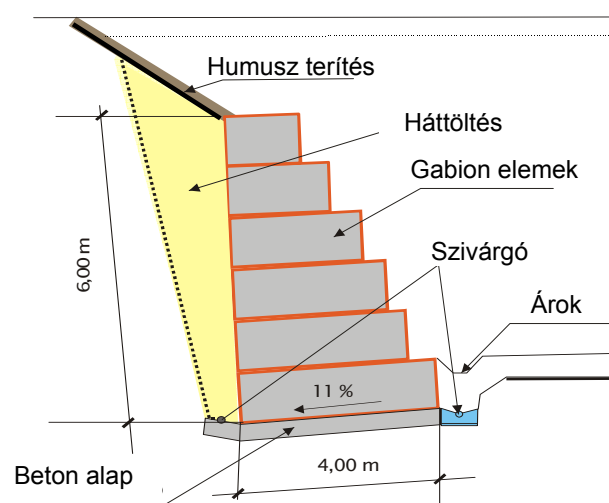 Humusz terítés
Háttöltés
Gabion elemek
Szivárgó
6,00 m
Árok
11 %
Beton alap
4,00 m